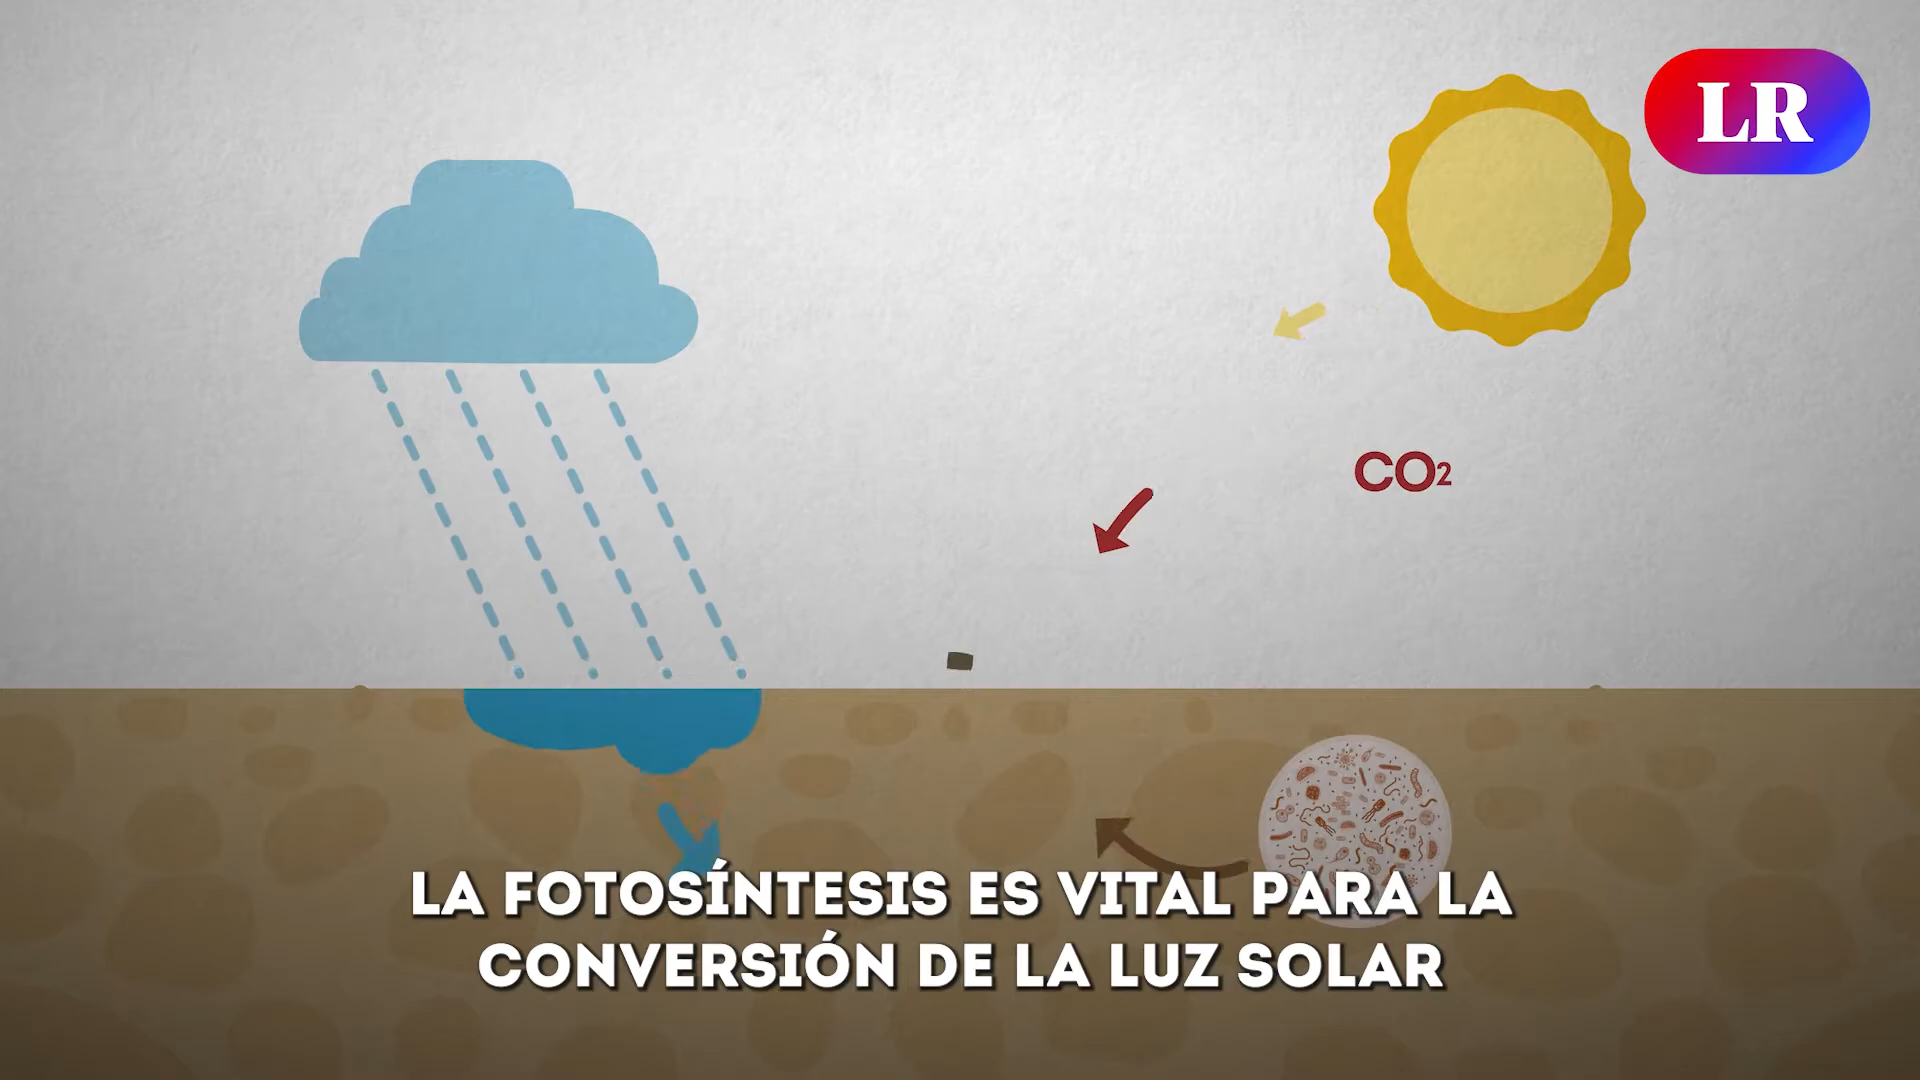 LR
CO2
LA FOTOSÍNTESIS ES VITAL PARA LA
CONVERSIÓN DE LA LUZ SOLAR